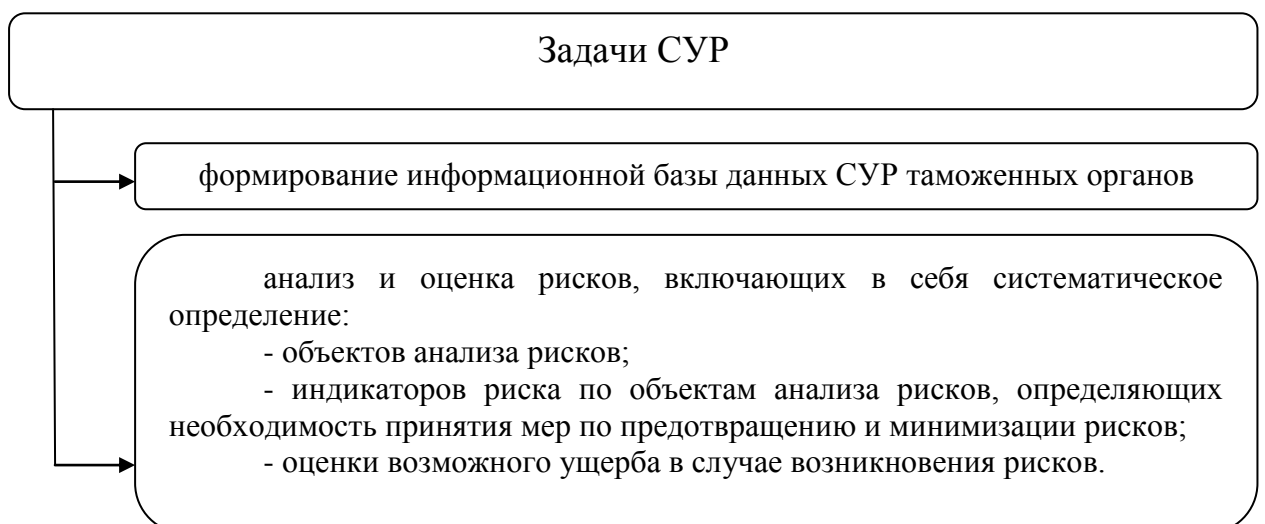 Задачи СУР
формирование информационной базы данных СУР таможенных органов
анализ и оценка рисков, включающих в себя систематическое
определение:
- объектов анализа рисков;
- индикаторов риска по объектам анализа рисков, определяющих
необходимость принятия мер по предотвращению и минимизации рисков;
- оценки возможного ущерба в случае возникновения рисков.